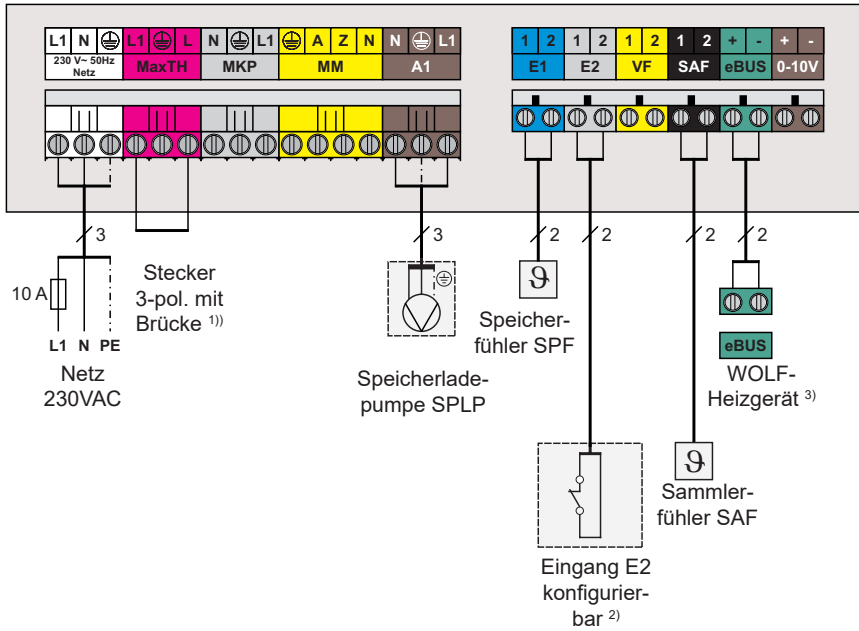 L1 N L1 L N L1 A Z N N L1
1 2 1 2 1 2 1 2 + - + -
230 V~ 50Hz
Netz
MaxTH MKP MM A1
E1 E2 VF SAF eBUS 0-10V
3
3
2
2
2
2
10 A
L1 N PE
Netz
230VAC
Stecker
3-pol. mit
Brücke 1))
Speicherlade-
pumpe SPLP
ϑ
Speicher-
fühler SPF
eBUS
WOLF-
Heizgerät 3)
ϑ
Sammler-
fühler SAF
Eingang E2
konfigurier-
bar 2)